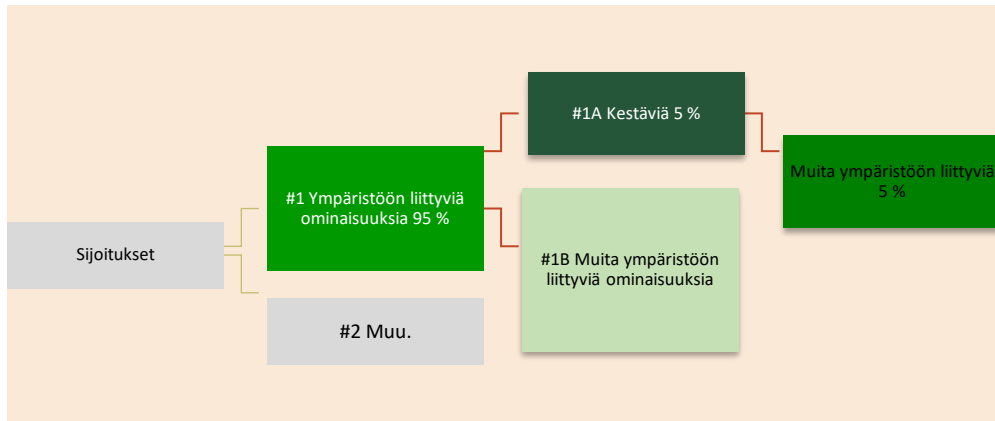 Sijoitukset
#1 Ympäristöön liittyviä
ominaisuuksia 95 %
#2 Muu.
#1A Kestäviä 5 %
#1B Muita ympäristöön
liittyviä ominaisuuksia
Muita ympäristöön liittyviä
5 %